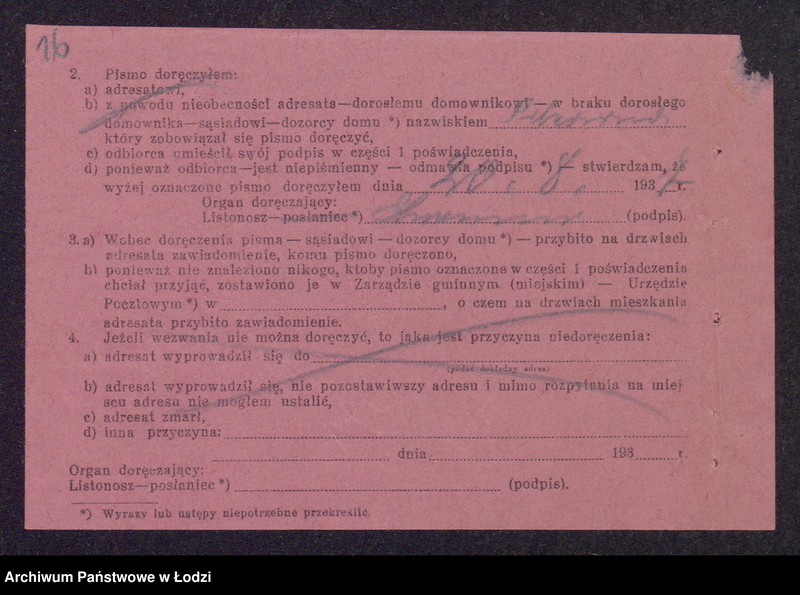 16
2. Pismo doręczyłem:
a) adresatowi,
b) z powodu nieobecności adresata—dorosłemu domownikowi — w braku dorosłego
domownika—sąsiadowi—dozorcy domu *) nazwiskiem
który zobowiązał się pismo doręczyć,
c) odbiorca umieścił swój podpis w części 1 poświadczenia,
d) ponieważ odbiorca—jest niepiśmienny — odmawia podpisu *) — stwierdzam, że
wyżej oznaczone pismo doręczyłem dnia 20. 8. 193 r.
Organ doręczający:
Listonosz—posłaniec *) (podpis).
3. a) Wobec doręczenia pisma — sąsiadowi — dozorcy domu *) — przybito na drzwiach
adresata zawiadomienie, komu pismo doręczono,
b) ponieważ nie znaleziono nikogo, ktoby pismo oznaczone w części 1 poświadczenia
chciał przyjąć, zostawiono je w Zarządzie gminnym (miejskim) — Urzędzie
Pocztowym *) w , o czem na drzwiach mieszkania
adresata przybito zawiadomienie.
4. Jeżeli wezwania nie można doręczyć, to jaka jest przyczyna niedoręczenia:
a) adresat wyprowadził się do
(podać dokładny adres)
b) adresat wyprowadził się, nie pozostawiwszy adresu i mimo rozpytania na miej
scu adresu nie mogłem ustalić,
c) adresat zmarł,
d) inna przyczyna:
dnia 193 r.
Organ doręczający:
Listonosz—posłaniec *) (podpis).
*) Wyrazy lub ustępy niepotrzebne przekreślić.
Archiwum Państwowe w Łodzi